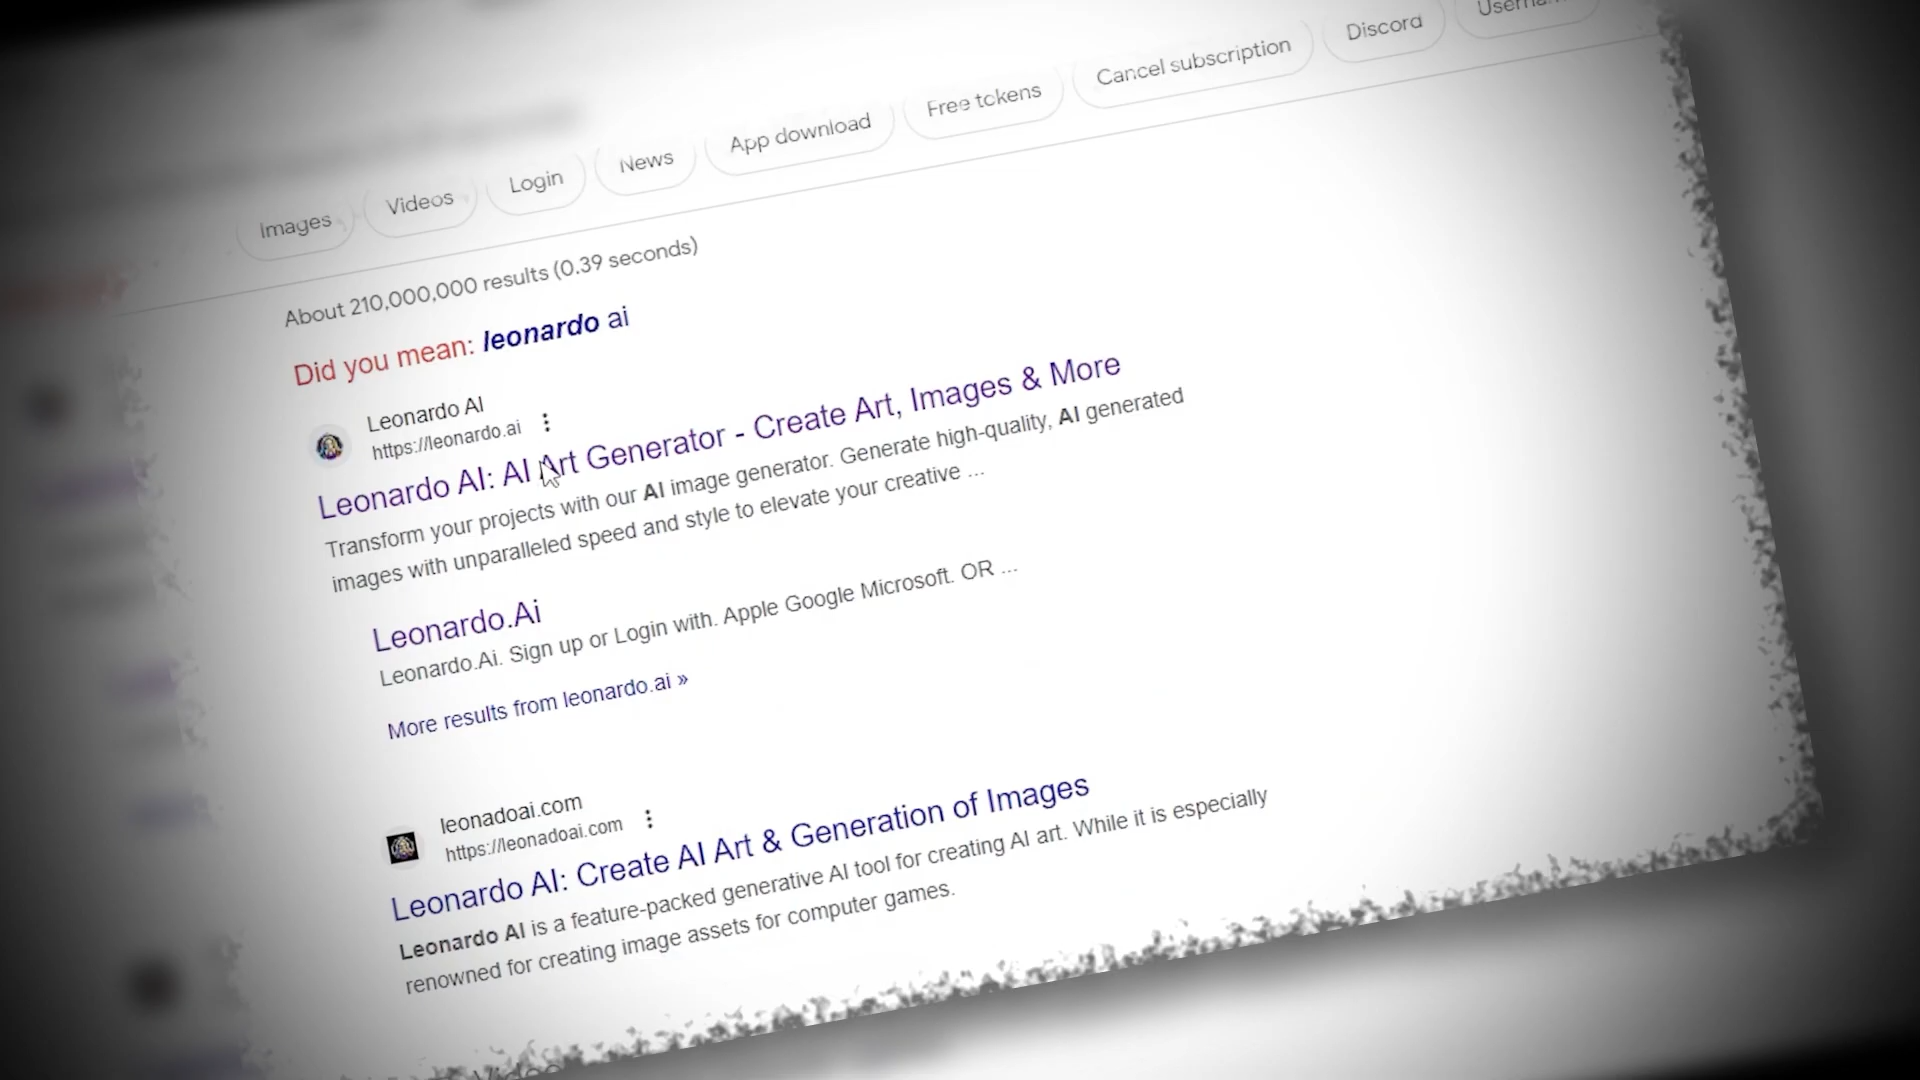 Images Videos Login News App download Free tokens Cancel subscription Discord
About 210,000,000 results (0.39 seconds)
Did you mean: leonardo ai
Leonardo AI
https://leonardo.ai
Leonardo AI: AI Art Generator - Create Art, Images & More
Transform your projects with our AI image generator. Generate high-quality, AI generated
images with unparalleled speed and style to elevate your creative ...
Leonardo.Ai
Leonardo.Ai. Sign up or Login with. Apple Google Microsoft. OR ...
More results from leonardo.ai »
leonadoai.com
https://leonadoai.com
Leonardo AI: Create AI Art & Generation of Images
Leonardo AI is a feature-packed generative AI tool for creating AI art. While it is especially
renowned for creating image assets for computer games.